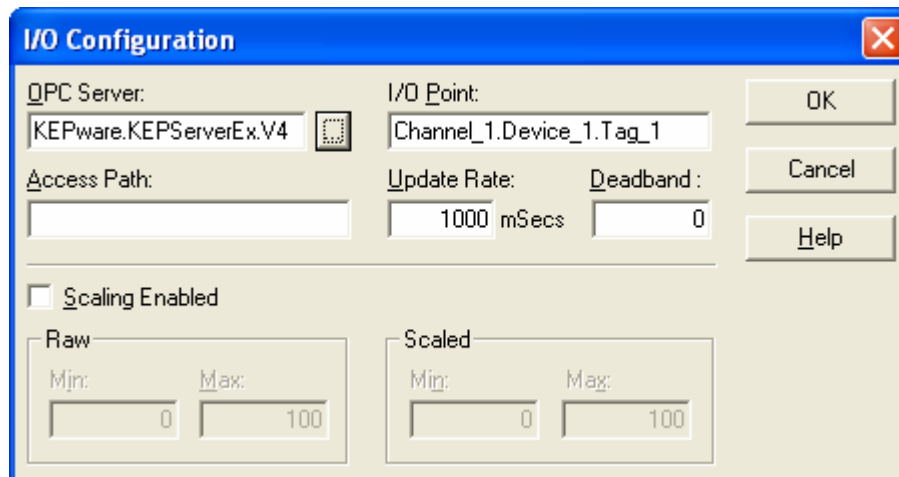 I/O Configuration
OPC Server: I/O Point: OK
KEPware.KEPServerEx.V4 Channel_1.Device_1.Tag_1
Access Path: Update Rate: Deadband : Cancel
1000 mSecs 0
Help
Scaling Enabled
Raw Scaled
Min: Max: Min: Max:
0 100 0 100